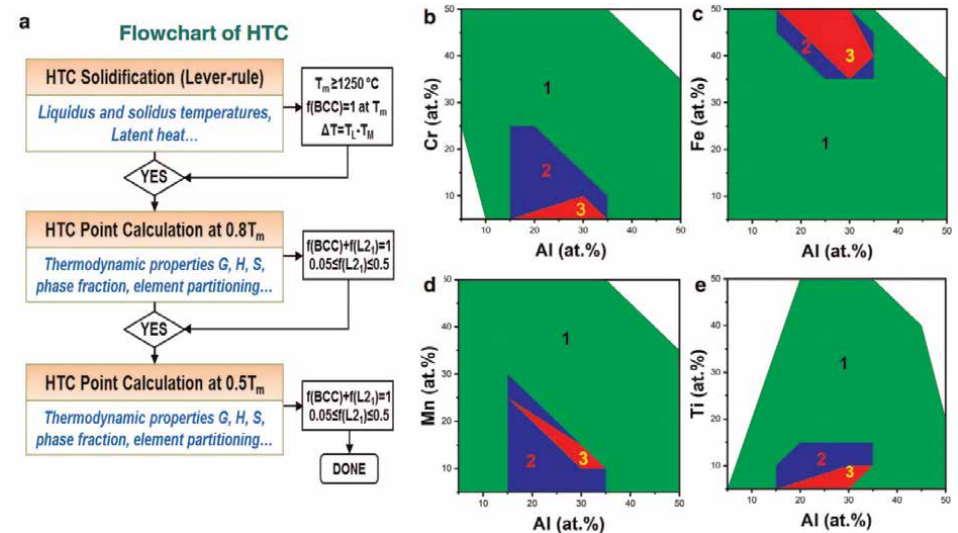 a
Flowchart of HTC
HTC Solidification (Lever-rule)
Liquidus and solidus temperatures,
Latent heat…
Tm≥1250 °C
f(BCC)=1 at Tm
ΔT=TL-TM
YES
HTC Point Calculation at 0.8Tm
Thermodynamic properties G, H, S,
phase fraction, element partitioning…
f(BCC)+f(L21)=1
0.05≤f(L21)≤0.5
YES
HTC Point Calculation at 0.5Tm
Thermodynamic properties G, H, S,
phase fraction, element partitioning…
f(BCC)+f(L21)=1
0.05≤f(L21)≤0.5
DONE
b
Cr (at.%)
50
40
30
20
10
1
2
3
10 20 30 40 50
Al (at.%)
c
Fe (at.%)
50
40
30
20
10
2
3
1
10 20 30 40 50
Al (at.%)
d
Mn (at.%)
50
40
30
20
10
1
2
3
10 20 30 40 50
Al (at.%)
e
Ti (at.%)
50
40
30
20
10
1
2
3
10 20 30 40 50
Al (at.%)